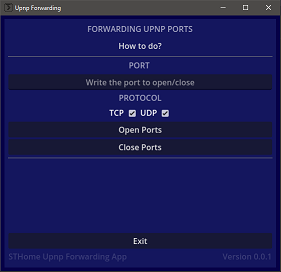 Upnp Forwarding
FORWARDING UPNP PORTS
How to do?
PORT
Write the port to open/close
PROTOCOL
TCP UDP
Open Ports
Close Ports
Exit
STHome Upnp Forwarding App Version 0.0.1